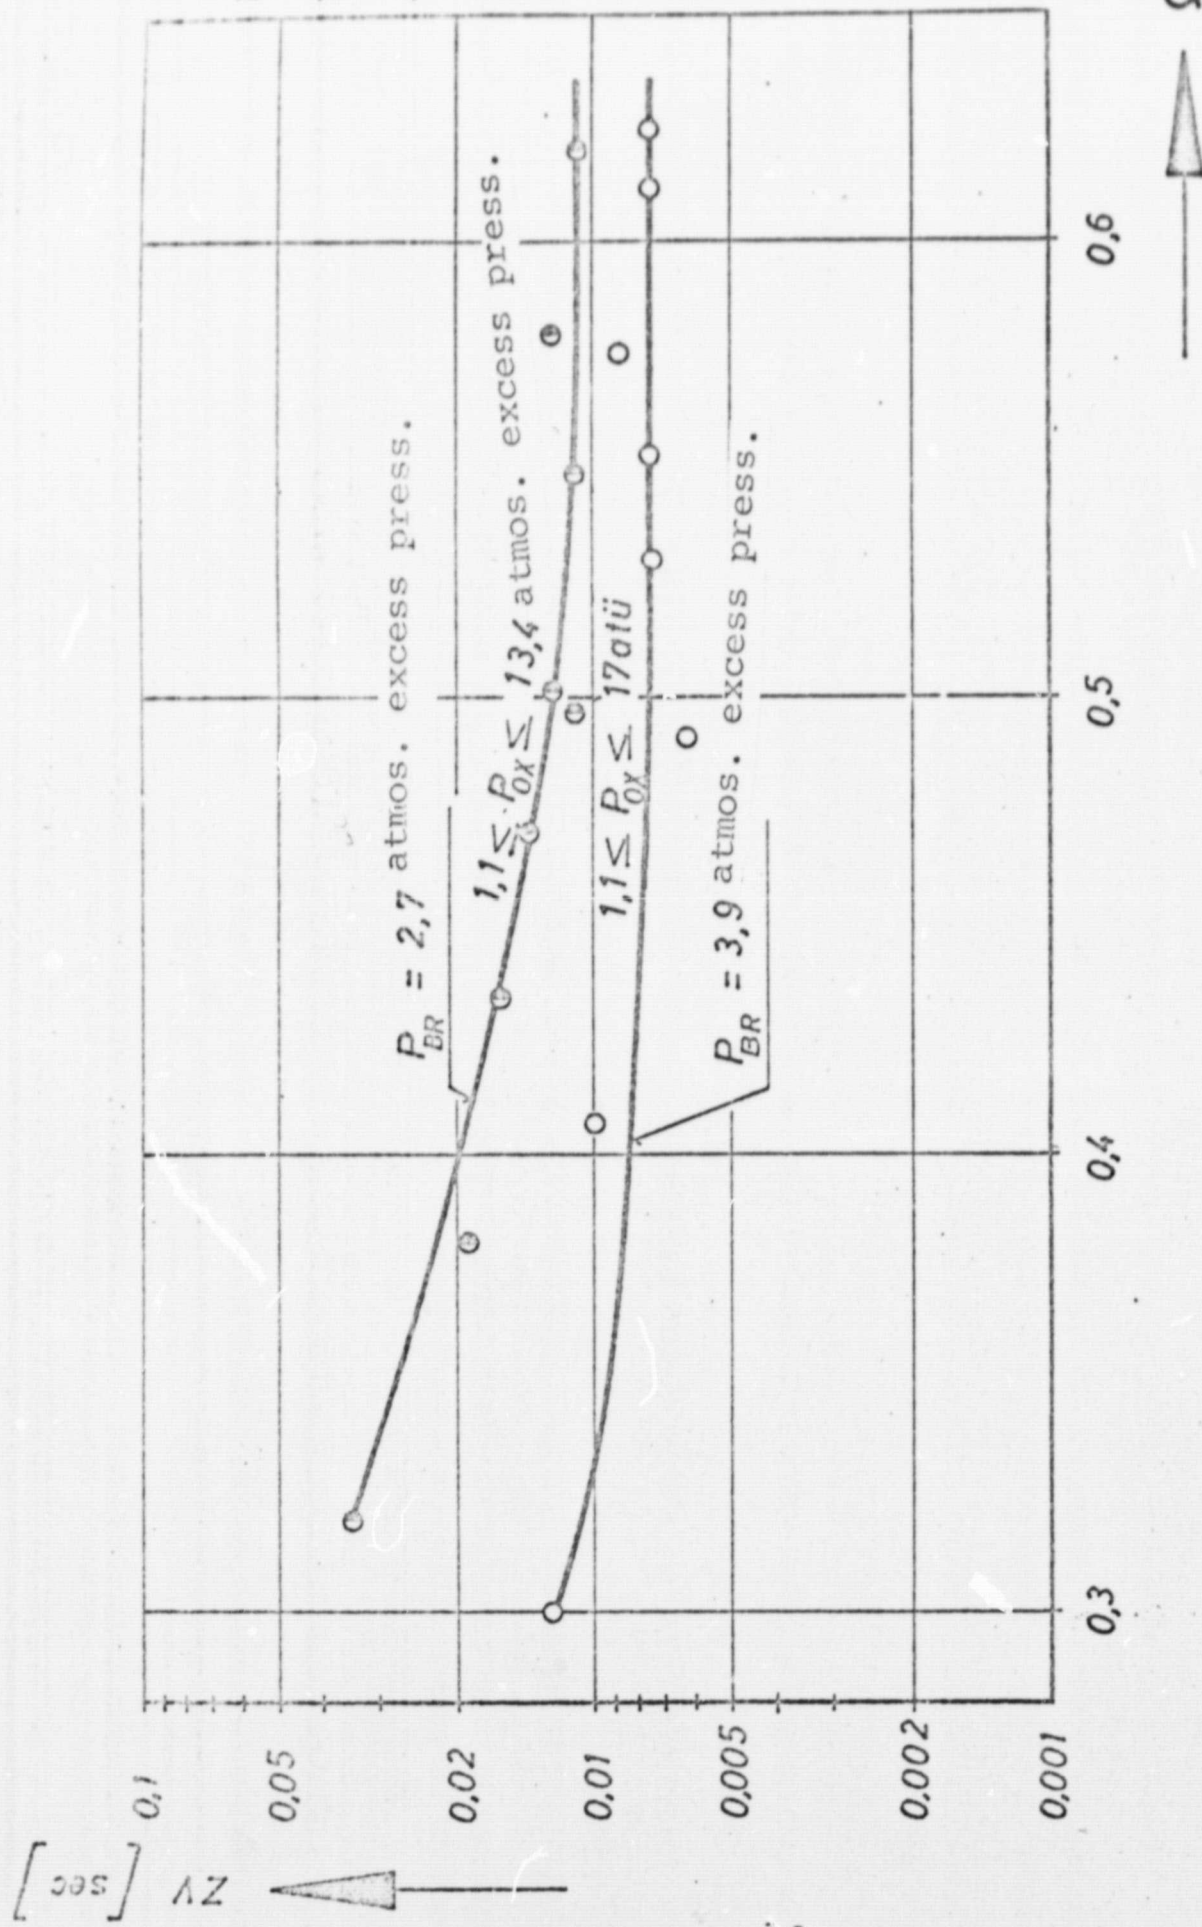 ZV [sec]
0,1
0,05
0,02
0,01
0,005
0,002
0,001
P_BR = 2,7 atmos. excess press.
1,1 ≤ P_OX ≤ 13,4 atmos. excess press.
1,1 ≤ P_OX ≤ 17atü
P_BR = 3,9 atmos. excess press.
0,3
0,4
0,5
0,6